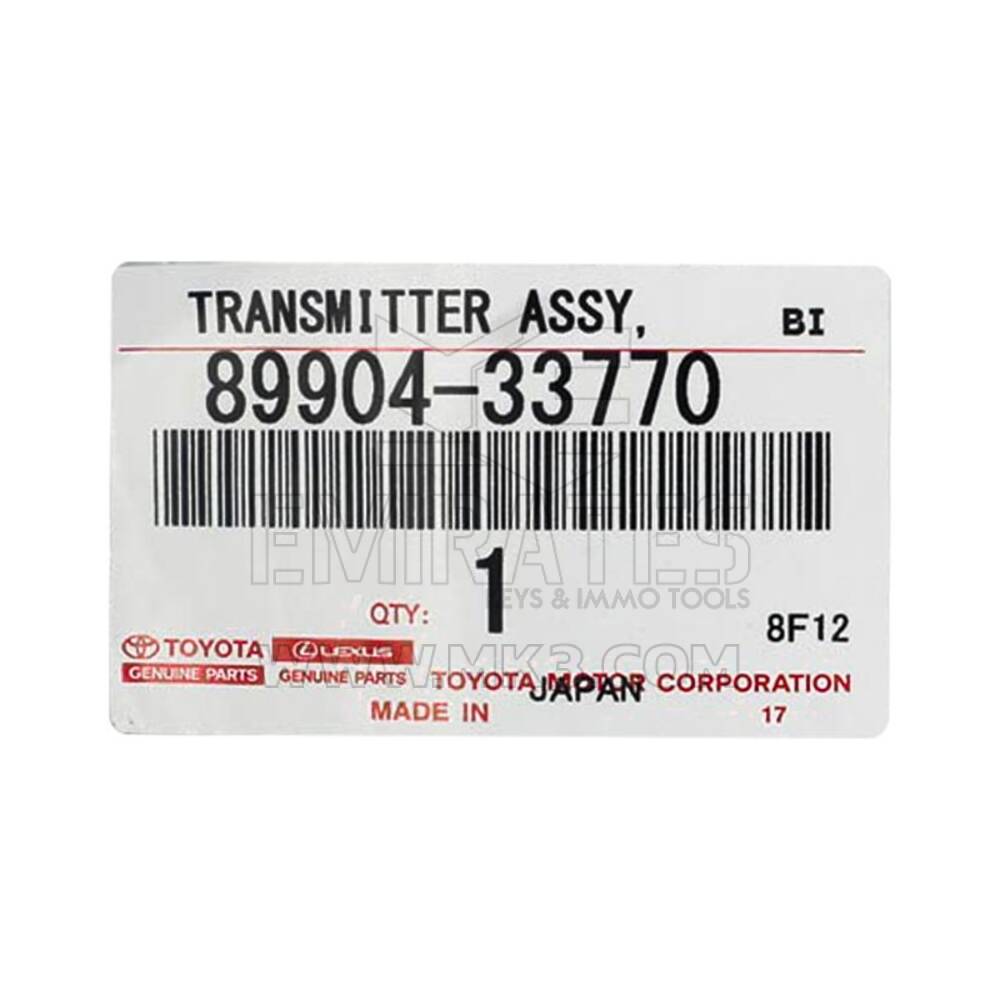 TRANSMITTER ASSY, BI
89904-33770
EMIRATES
KEYS & IMMO TOOLS
QTY: 1
8F12
TOYOTA LEXUS
GENUINE PARTS GENUINE PARTS
WWW.MK3.COM
TOYOTA MOTOR CORPORATION
MADE IN JAPAN 17